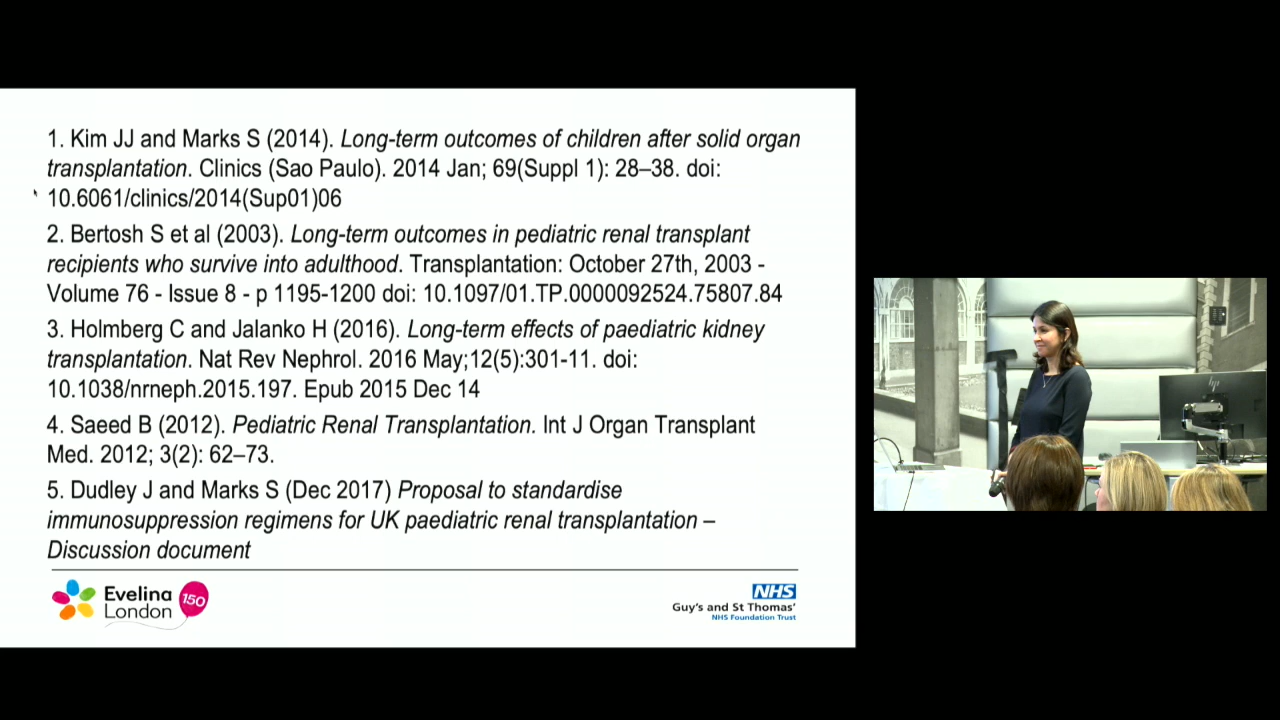 1. Kim JJ and Marks S (2014). Long-term outcomes of children after solid organ
transplantation. Clinics (Sao Paulo). 2014 Jan; 69(Suppl 1): 28–38. doi:
10.6061/clinics/2014(Sup01)06
2. Bertosh S et al (2003). Long-term outcomes in pediatric renal transplant
recipients who survive into adulthood. Transplantation: October 27th, 2003 -
Volume 76 - Issue 8 - p 1195-1200 doi: 10.1097/01.TP.0000092524.75807.84
3. Holmberg C and Jalanko H (2016). Long-term effects of paediatric kidney
transplantation. Nat Rev Nephrol. 2016 May;12(5):301-11. doi:
10.1038/nrneph.2015.197. Epub 2015 Dec 14
4. Saeed B (2012). Pediatric Renal Transplantation. Int J Organ Transplant
Med. 2012; 3(2): 62–73.
5. Dudley J and Marks S (Dec 2017) Proposal to standardise
immunosuppression regimens for UK paediatric renal transplantation –
Discussion document
Evelina
London
150
NHS
Guy's and St Thomas'
NHS Foundation Trust
hp